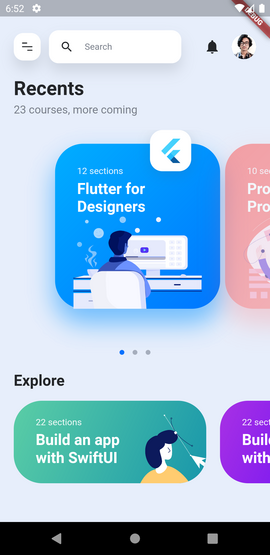 6:52
DEBUG
Search
Recents
23 courses, more coming
12 sections
Flutter for
Designers
10 se
Pro
Pro
Explore
22 sections
Build an app
with SwiftUI
22 sect
Buil
with